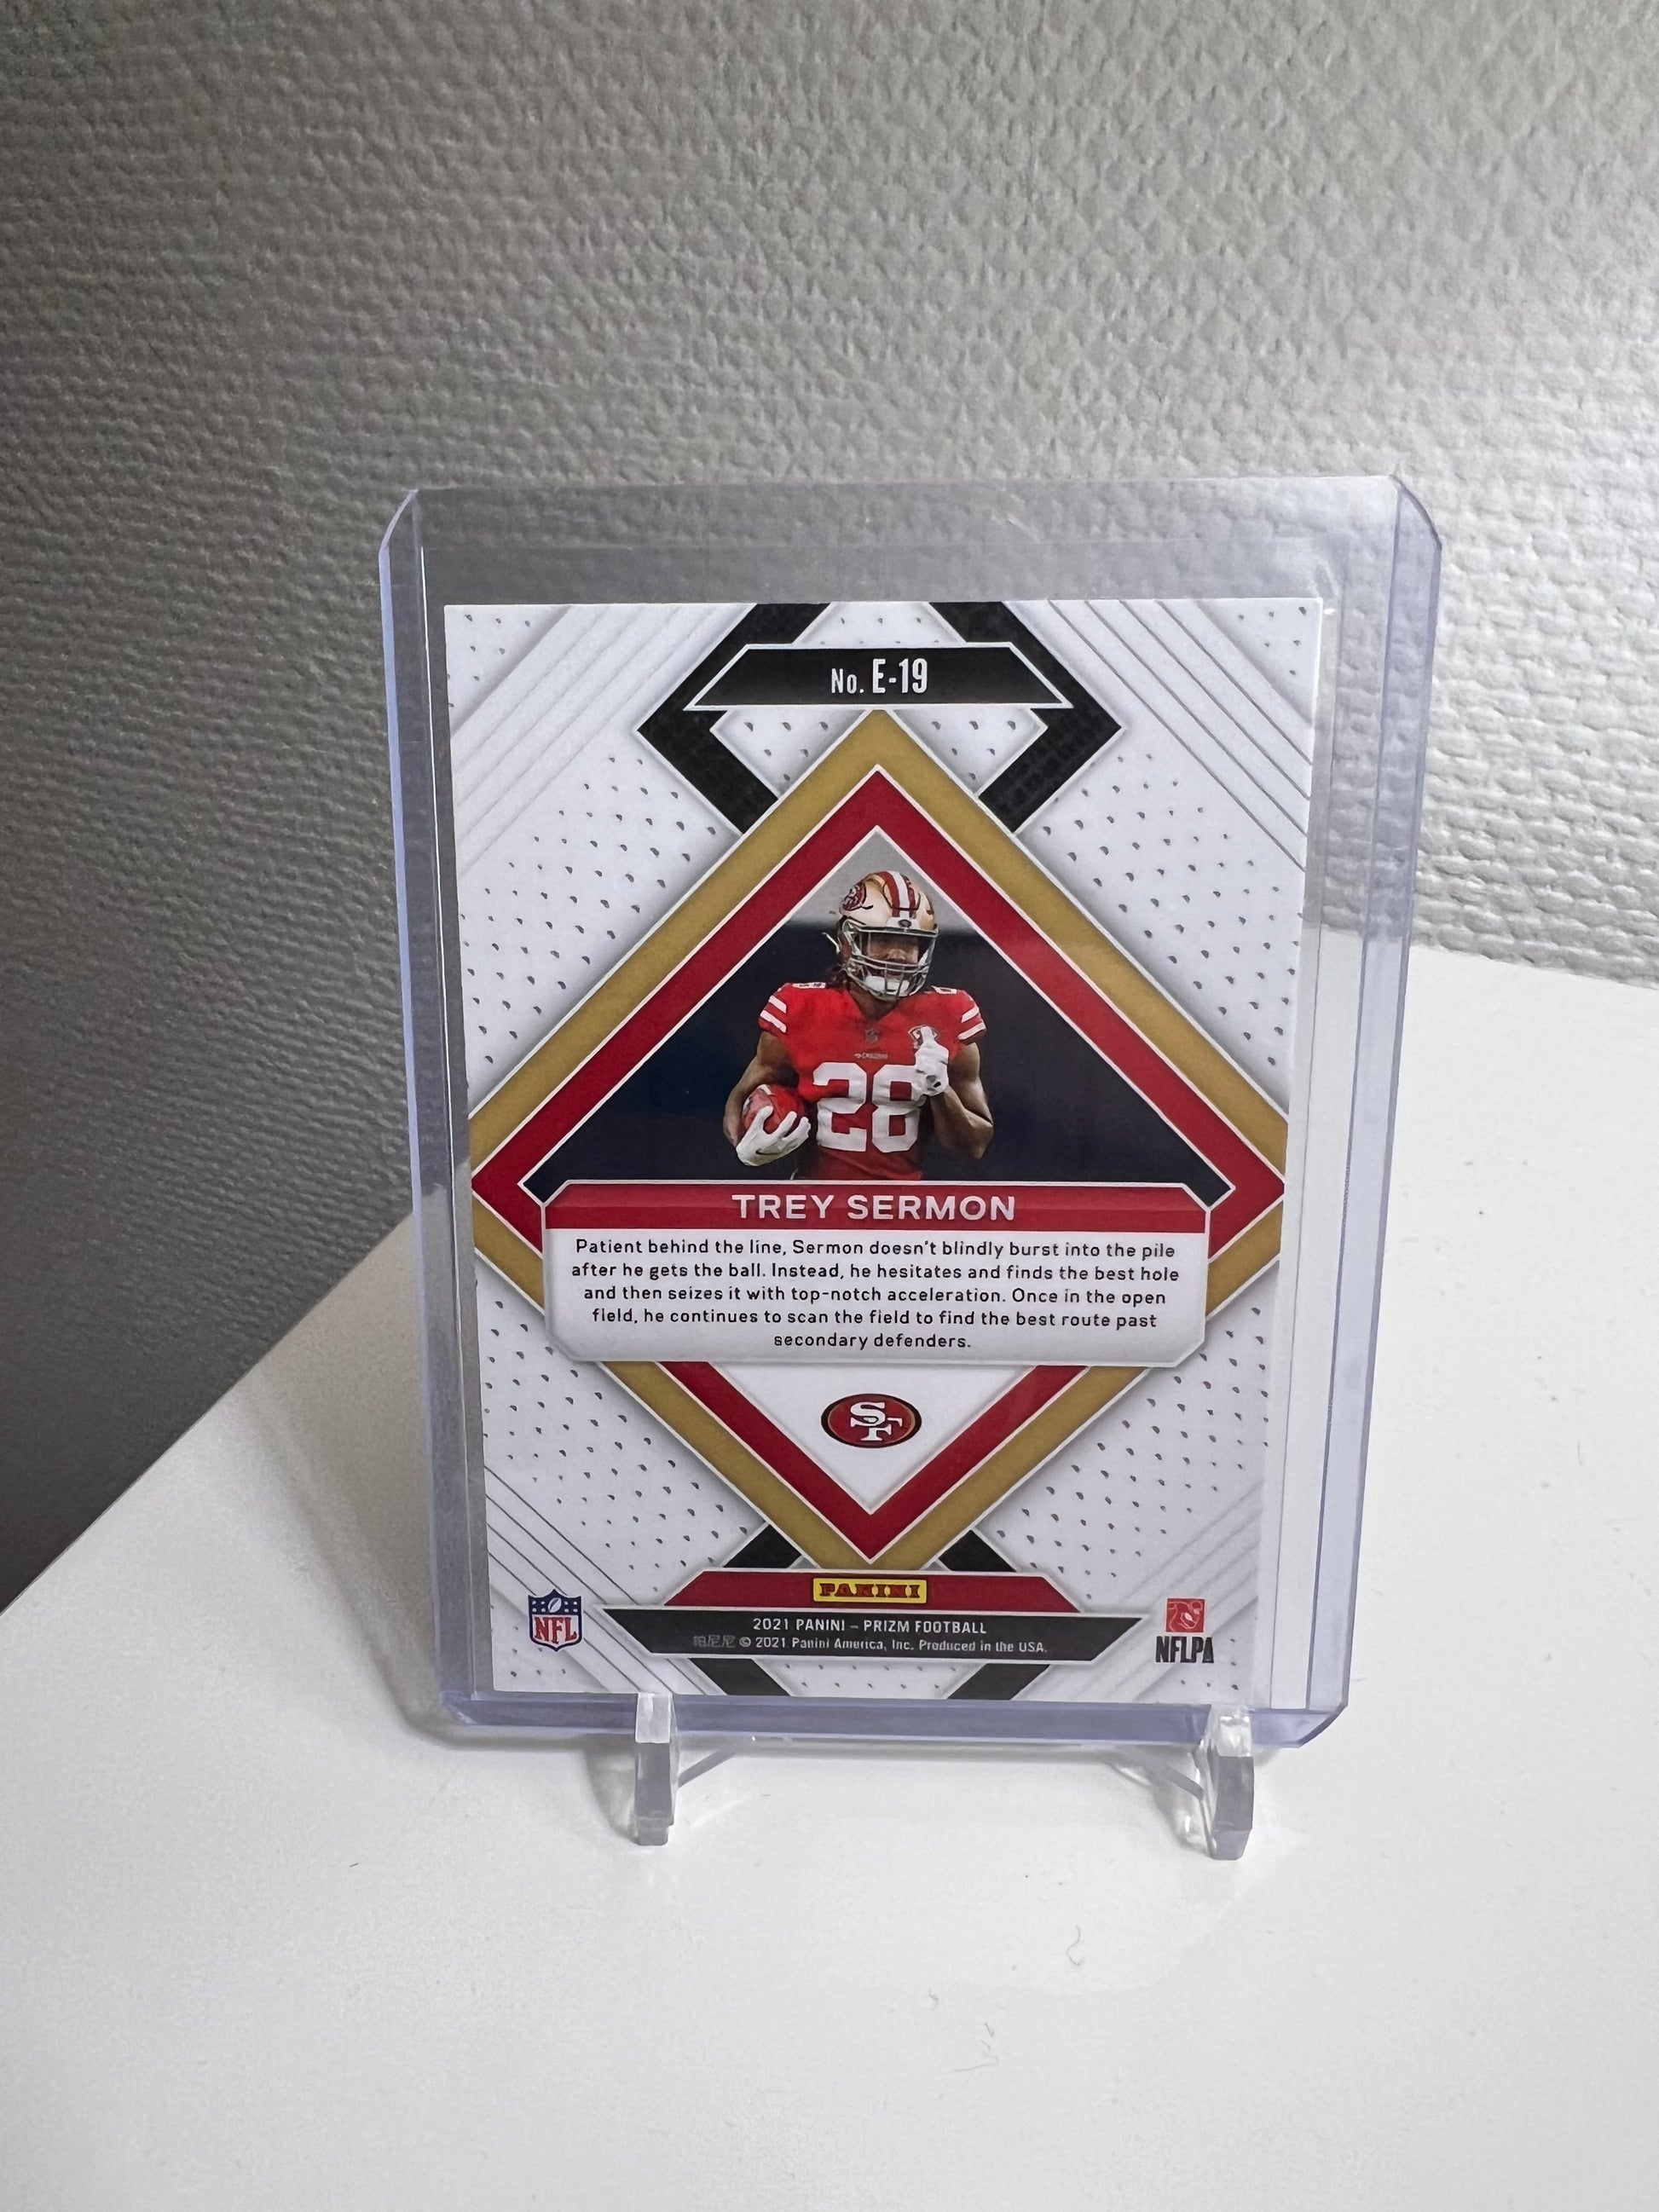 No. E-19
28
TREY SERMON
Patient behind the line, Sermon doesn't blindly burst into the pile
after he gets the ball. Instead, he hesitates and finds the best hole
and then seizes it with top-notch acceleration. Once in the open
field, he continues to scan the field to find the best route past
secondary defenders.
SF
PANINI
NFL
2021 PANINI – PRIZM FOOTBALL
帕尼尼 © 2021 Panini America, Inc. Produced in the USA.
NFLPA